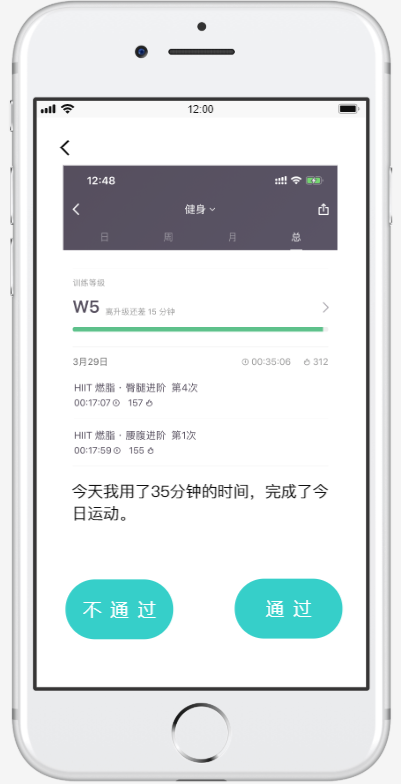 12:00
12:48
健身
日 周 月 总
训练等级
W5 离升级还差 15 分钟
3月29日 00:35:06 312
HIIT 燃脂·臀腿进阶 第4次
00:17:07 157
HIIT 燃脂·腰腹进阶 第1次
00:17:59 155
今天我用了35分钟的时间，完成了今
日运动。
不通过 通过